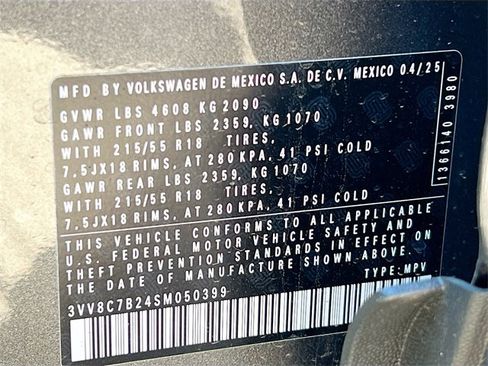 MFD BY VOLKSWAGEN DE MEXICO S.A. DE C.V. MEXICO 04/25
GVWR LBS 4608 KG 2090
GAWR FRONT LBS 2359, KG 1070
WITH 215/55 R18 TIRES,
7.5JX18 RIMS, AT 280 KPA, 41 PSI COLD
GAWR REAR LBS 2359, KG 1070
WITH 215/55 R18 TIRES,
7.5JX18 RIMS, AT 280 KPA, 41 PSI COLD
THIS VEHICLE CONFORMS TO ALL APPLICABLE
U.S. FEDERAL MOTOR VEHICLE SAFETY AND
THEFT PREVENTION STANDARDS IN EFFECT ON
THE DATE OF MANUFACTURE SHOWN ABOVE.
3VV8C7B24SM050399
TYPE: MPV
1366140 3980